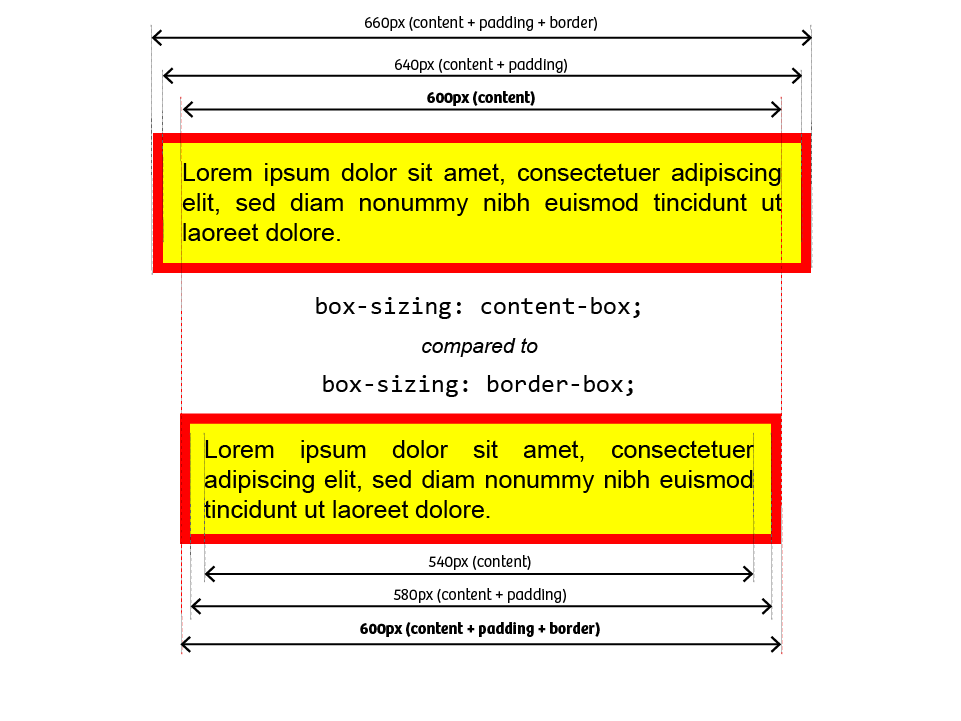 660px (content + padding + border)
640px (content + padding)
600px (content)
Lorem ipsum dolor sit amet, consectetuer adipiscing
elit, sed diam nonummy nibh euismod tincidunt ut
laoreet dolore.
box-sizing: content-box;
compared to
box-sizing: border-box;
Lorem ipsum dolor sit amet, consectetuer
adipiscing elit, sed diam nonummy nibh euismod
tincidunt ut laoreet dolore.
540px (content)
580px (content + padding)
600px (content + padding + border)